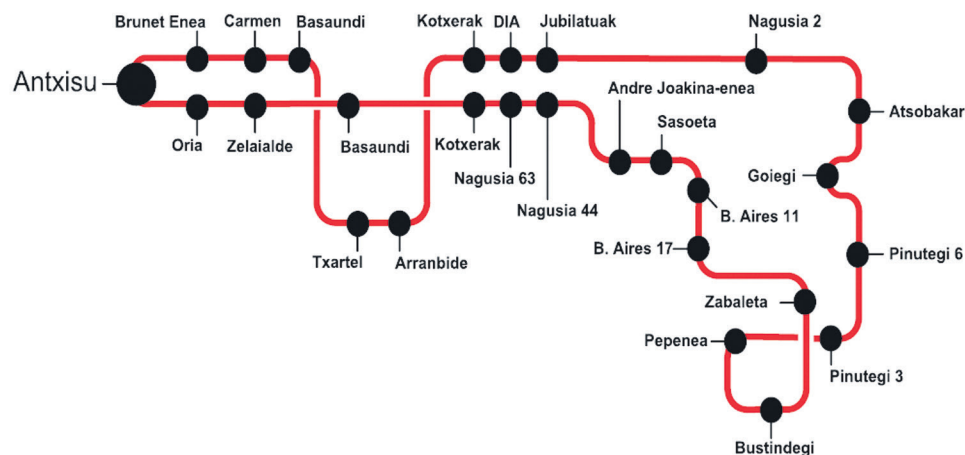 Brunet Enea
Carmen
Basaundi
Kotxerak
DIA
Jubilatuak
Nagusia 2
Antxisu
Andre Joakina-enea
Atsobakar
Sasoeta
Oria
Zelaialde
Basaundi
Kotxerak
Nagusia 63
Goiegi
Nagusia 44
B. Aires 11
Txartel
Arranbide
B. Aires 17
Pinutegi 6
Zabaleta
Pepenea
Pinutegi 3
Bustindegi